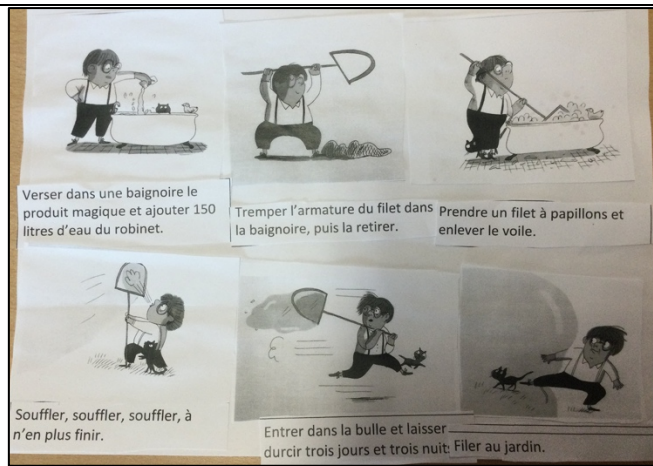 Verser dans une baignoire le
produit magique et ajouter 150
litres d'eau du robinet.
Tremper l'armature du filet dans
la baignoire, puis la retirer.
Prendre un filet à papillons et
enlever le voile.
Souffler, souffler, souffler, à
n'en plus finir.
Entrer dans la bulle et laisser
durcir trois jours et trois nuit
Filer au jardin.